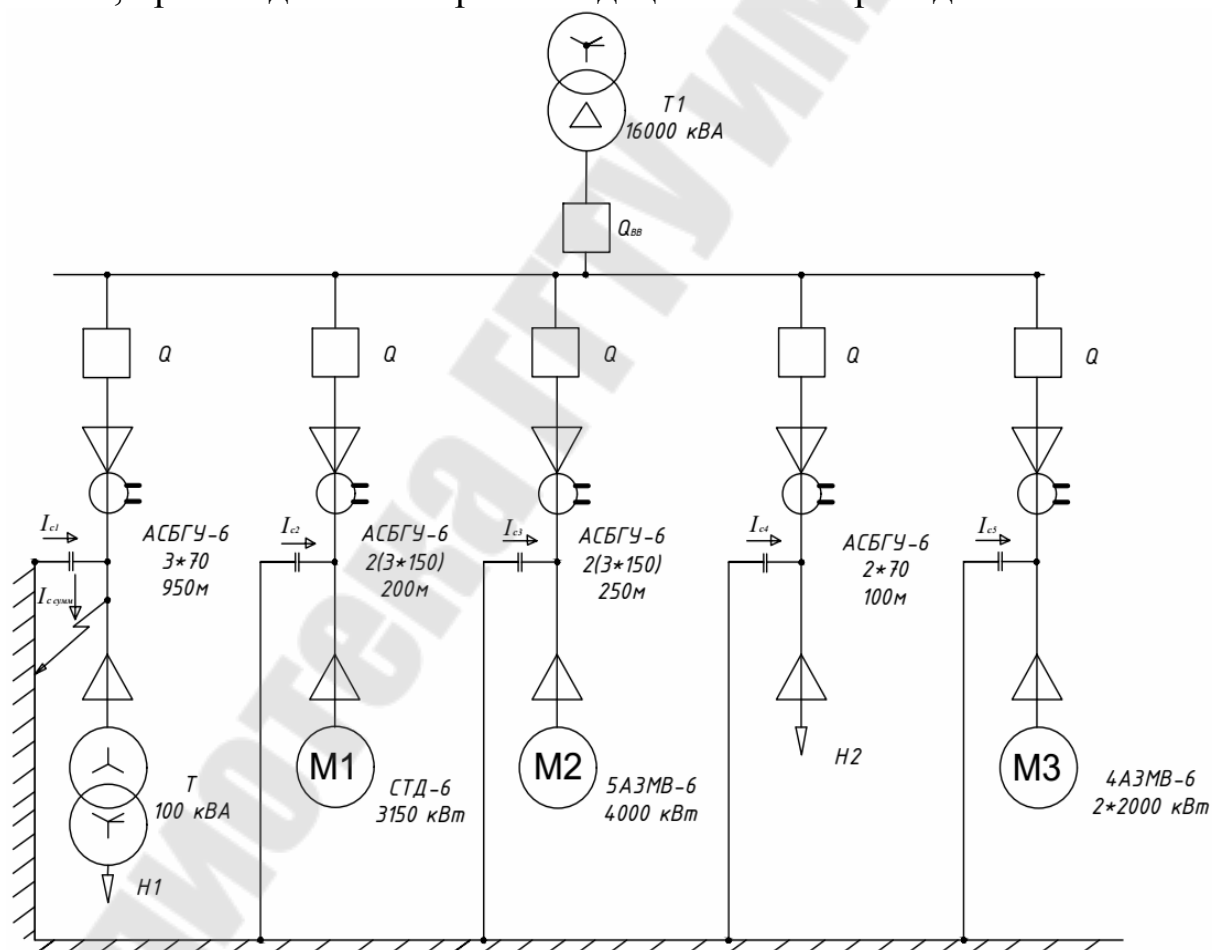 T1
16000 кВА
Qвв
Q
Q
Q
Q
Q
Ic1
АСБГУ-6
3*70
950м
Ic сумм
Ic2
АСБГУ-6
2(3*150)
200м
Ic3
АСБГУ-6
2(3*150)
250м
Ic4
АСБГУ-6
2*70
100м
Ic5
T
100 кВА
H1
M1
СТД-6
3150 кВт
M2
5АЗМВ-6
4000 кВт
H2
M3
4АЗМВ-6
2*2000 кВт